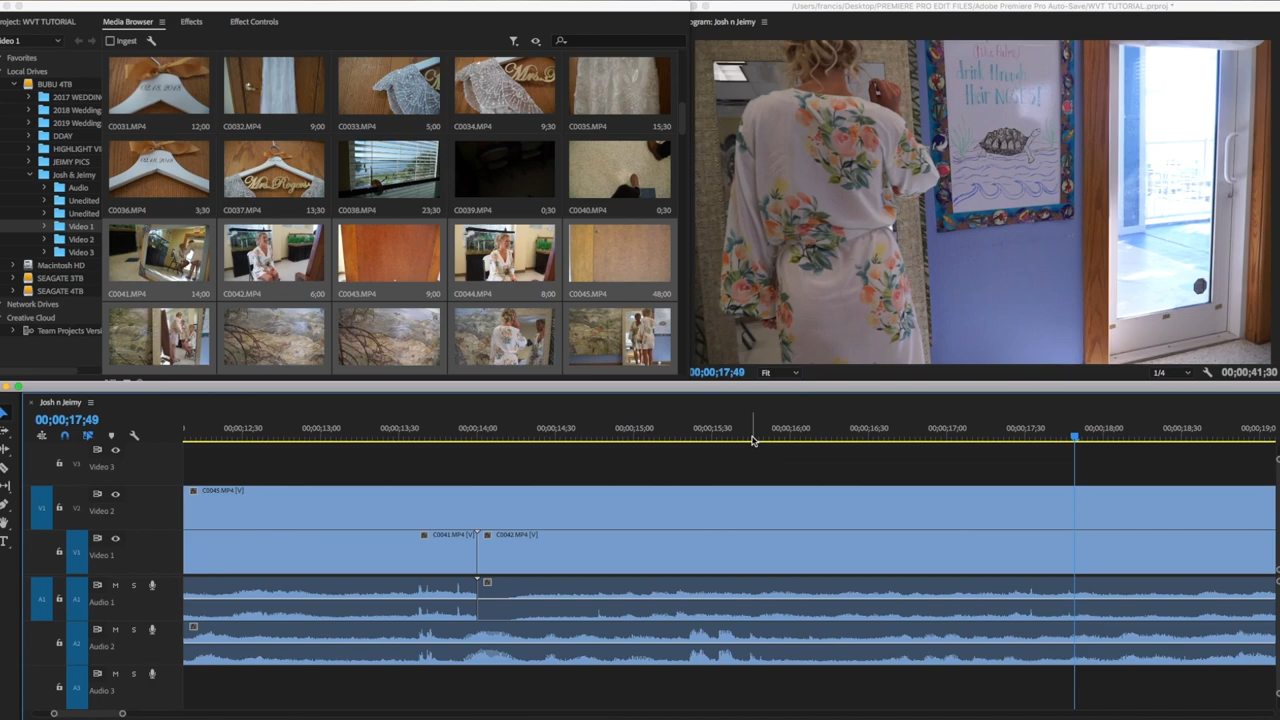 /Users/francis/Desktop/PREMIERE PRO EDIT FILES/Adobe Premiere Pro Auto-Save/WVT TUTORIAL.prproj *
roject: WVT TUTORIAL
Media Browser
Effects
Effect Controls
ogram: Josh n Jeimy
ideo 1
Ingest
Favorites
Local Drives
BUBU 4TB
2017 WEDDING
2018 Wedding
2019 Wedding
DDAY
HIGHLIGHT VI
JEIMY PICS
Josh & Jeimy
Audio
Unedited
Unedited
Video 1
Video 2
Video 3
Macintosh HD
SEAGATE 3TB
SEAGATE 4TB
Network Drives
Creative Cloud
Team Projects Versi
C0031.MP4 12;00
C0032.MP4 9;00
C0033.MP4 5;00
C0034.MP4 9;30
C0035.MP4 15;30
C0036.MP4 3;30
C0037.MP4 13;30
C0038.MP4 23;30
C0039.MP4 0;30
C0040.MP4 0;30
C0041.MP4 14;00
C0042.MP4 6;00
C0043.MP4 9;00
C0044.MP4 8;00
C0045.MP4 48;00
drink through
their NOSES!
00;00;17;49
Fit
1/4
00;00;41;30
Josh n Jeimy
00;00;17;49
00;00;12;30 00;00;13;00 00;00;13;30 00;00;14;00 00;00;14;30 00;00;15;00 00;00;15;30 00;00;16;00 00;00;16;30 00;00;17;00 00;00;17;30 00;00;18;00 00;00;18;30 00;00;19;0
V3
Video 3
V1 V2
Video 2
C0045.MP4 [V]
V1
Video 1
C0041.MP4 [V]
C0042.MP4 [V]
A1 M S
Audio 1
A2 M S
Audio 2
A3 M S
Audio 3